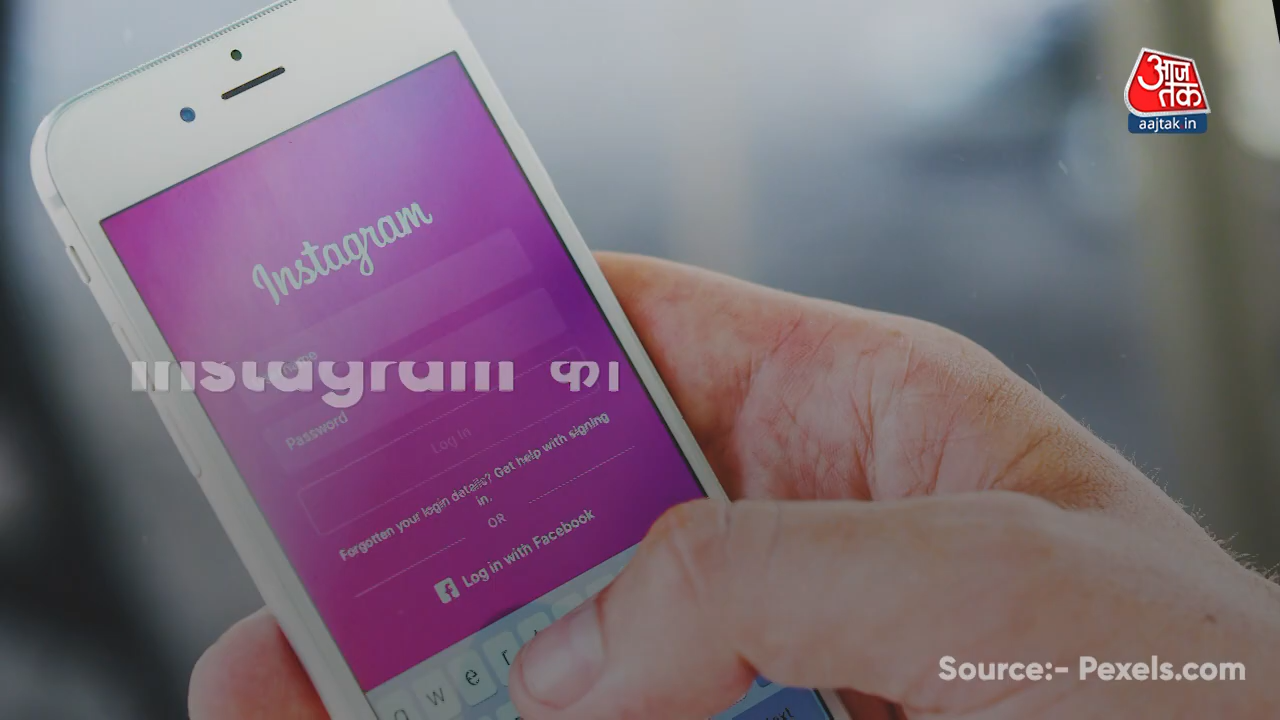 आज
तक
aajtak in
Instagram
Instagram का
Password
Log In
Forgotten your login details? Get help with signing
in.
OR
Log in with Facebook
w e r
Source:- Pexels.com